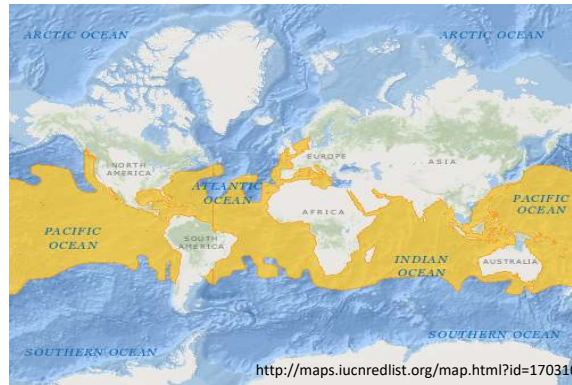 ARCTIC OCEAN
ARCTIC OCEAN
NORTH
AMERICA
EUROPE
ASIA
ATLANTIC
OCEAN
AFRICA
PACIFIC
OCEAN
PACIFIC
OCEAN
SOUTH
AMERICA
INDIAN
OCEAN
AUSTRALIA
SOUTHERN OCEAN
SOUTHERN OCEAN
http://maps.iucnredlist.org/map.html?id=170310